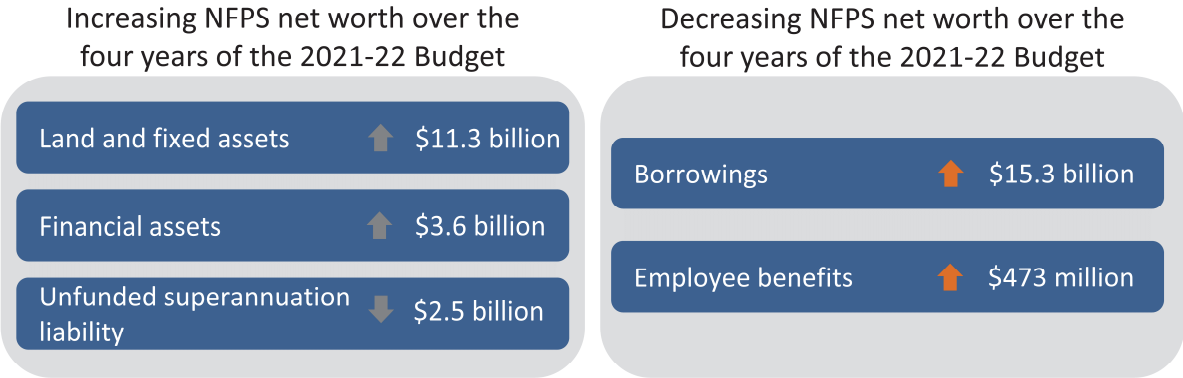 Increasing NFPS net worth over the
four years of the 2021-22 Budget
Land and fixed assets $11.3 billion
Financial assets $3.6 billion
Unfunded superannuation
liability $2.5 billion
Decreasing NFPS net worth over the
four years of the 2021-22 Budget
Borrowings $15.3 billion
Employee benefits $473 million